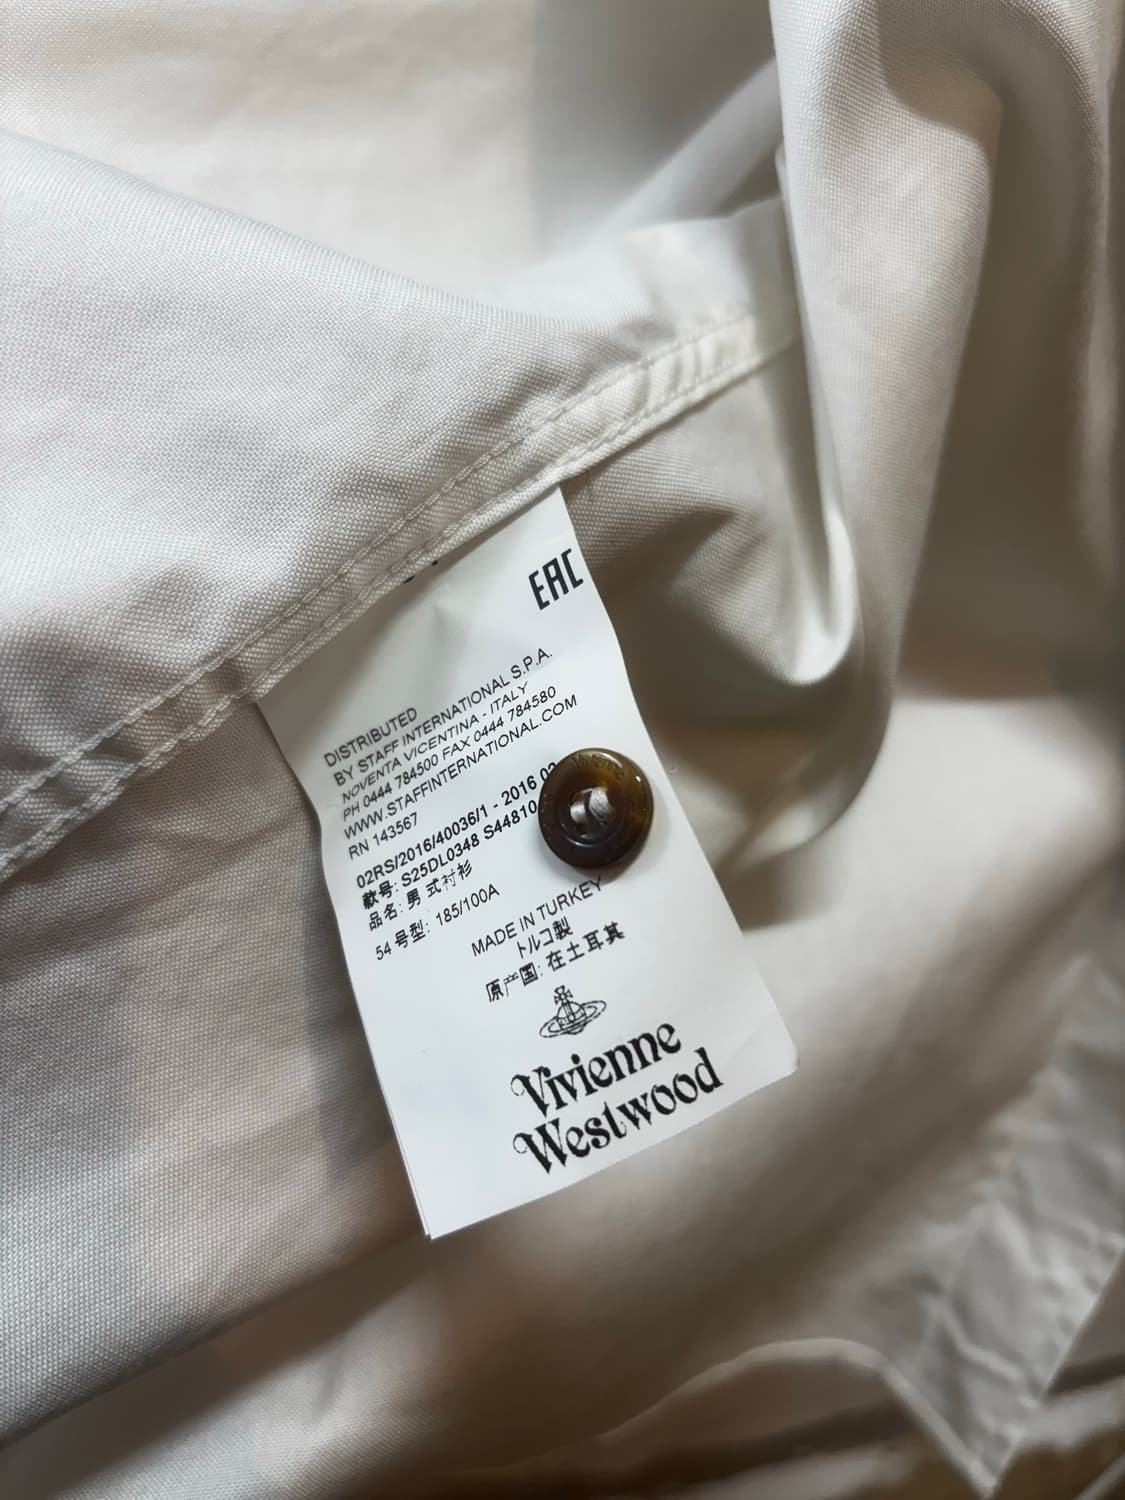 EAC
DISTRIBUTED
BY STAFF INTERNATIONAL S.P.A.
NOVENTA VICENTINA - ITALY
PH 0444 784500 FAX 0444 784580
WWW.STAFFINTERNATIONAL.COM
RN 143567
02RS/2016/40036/1 - 2016 02
款号: S25DL0348 S44810
品名: 男式衬衫
54 号型: 185/100A
MADE IN TURKEY
トルコ製
原产国: 在土耳其
Vivienne
Westwood